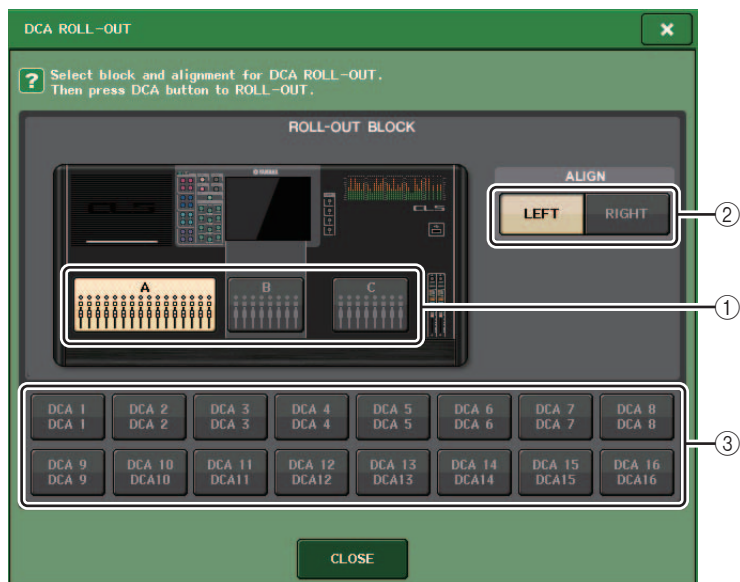 DCA ROLL-OUT
?
Select block and alignment for DCA ROLL-OUT.
Then press DCA button to ROLL-OUT.
ROLL-OUT BLOCK
YAMAHA
CL5
CL5
ALIGN
LEFT RIGHT
②
A B C
①
DCA 1 DCA 2 DCA 3 DCA 4 DCA 5 DCA 6 DCA 7 DCA 8
DCA 1 DCA 2 DCA 3 DCA 4 DCA 5 DCA 6 DCA 7 DCA 8
③
DCA 9 DCA 10 DCA 11 DCA 12 DCA 13 DCA 14 DCA 15 DCA 16
DCA 9 DCA10 DCA11 DCA12 DCA13 DCA14 DCA15 DCA16
CLOSE